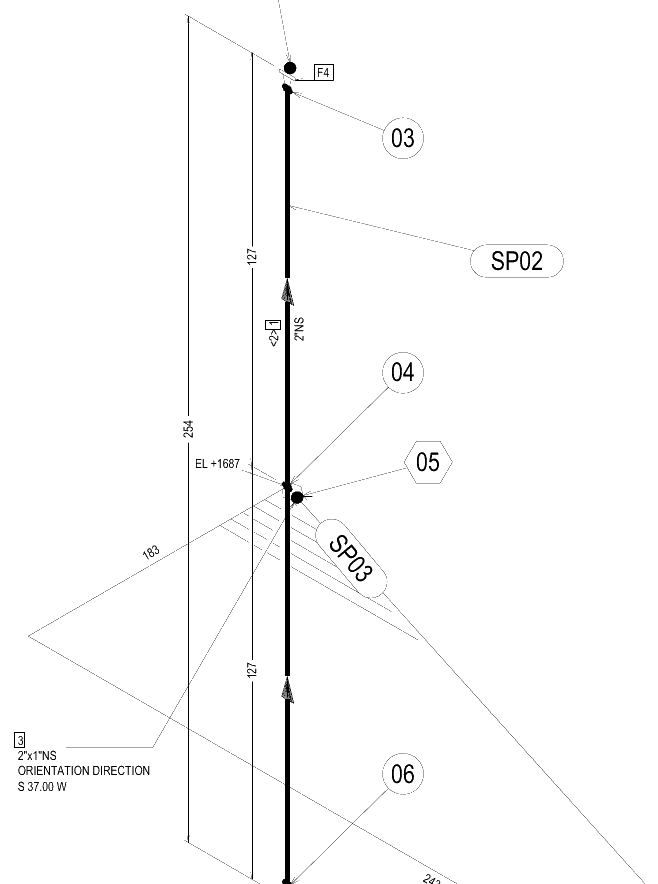 F4
03
SP02
127
<2>
1
2"NS
04
254
EL +1687
05
183
SP03
127
3
2"x1"NS
ORIENTATION DIRECTION
S 37.00 W
06